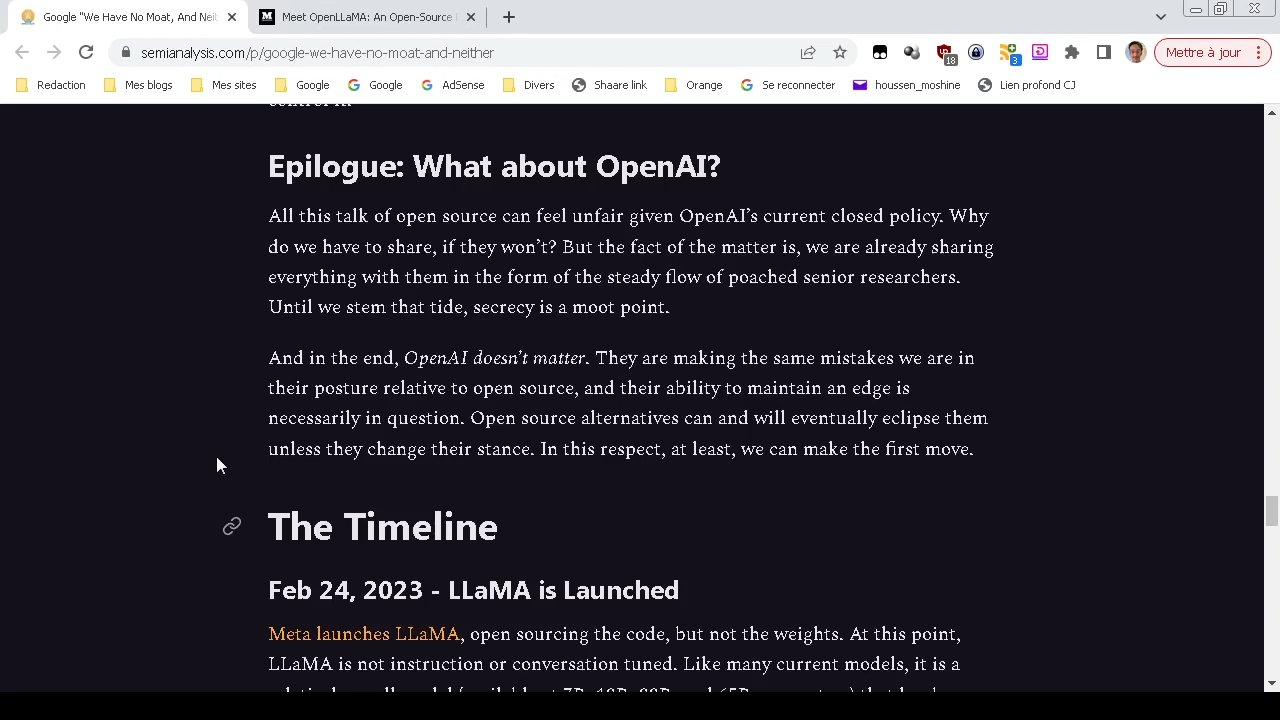 Google "We Have No Moat, And Neit
Meet OpenLLaMA: An Open-Source
semianalysis.com/p/google-we-have-no-moat-and-neither
18
3
Mettre à jour
Redaction
Mes blogs
Mes sites
Google
Google
AdSense
Divers
Shaare link
Orange
Se reconnecter
houssen_moshine
Lien profond CJ
Epilogue: What about OpenAI?
All this talk of open source can feel unfair given OpenAI’s current closed policy. Why
do we have to share, if they won’t? But the fact of the matter is, we are already sharing
everything with them in the form of the steady flow of poached senior researchers.
Until we stem that tide, secrecy is a moot point.
And in the end, OpenAI doesn’t matter. They are making the same mistakes we are in
their posture relative to open source, and their ability to maintain an edge is
necessarily in question. Open source alternatives can and will eventually eclipse them
unless they change their stance. In this respect, at least, we can make the first move.
The Timeline
Feb 24, 2023 - LLaMA is Launched
Meta launches LLaMA, open sourcing the code, but not the weights. At this point,
LLaMA is not instruction or conversation tuned. Like many current models, it is a